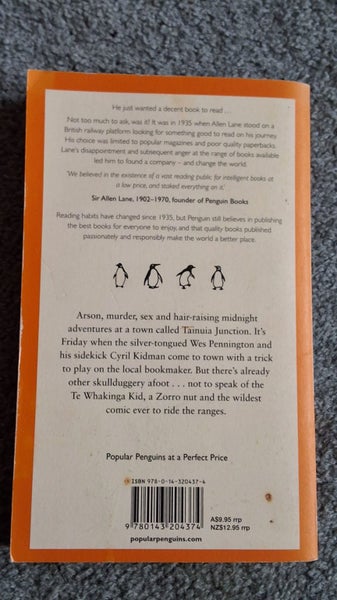 He just wanted a decent book to read ...
Not too much to ask, was it? It was in 1935 when Allen Lane stood on a
British railway platform looking for something good to read on his journey.
His choice was limited to popular magazines and poor quality paperbacks.
Lane's disappointment and subsequent anger at the range of books available
led him to found a company – and change the world.
'We believed in the existence of a vast reading public for intelligent books at
a low price, and staked everything on it.'
Sir Allen Lane, 1902–1970, founder of Penguin Books
Reading habits have changed since 1935, but Penguin still believes in publishing
the best books for everyone to enjoy, and that quality books published
passionately and responsibly make the world a better place.
Arson, murder, sex and hair-raising midnight
adventures at a town called Tainuia Junction. It's
Friday when the silver-tongued Wes Pennington and
his sidekick Cyril Kidman come to town with a trick
to play on the local bookmaker. But there's already
other skullduggery afoot . . . not to speak of the
Te Whakinga Kid, a Zorro nut and the wildest
comic ever to ride the ranges.
Popular Penguins at a Perfect Price
ISBN 978-0-14-320437-4
9 780143 204374
A$9.95 rrp
NZ$12.95 rrp
popularpenguins.com